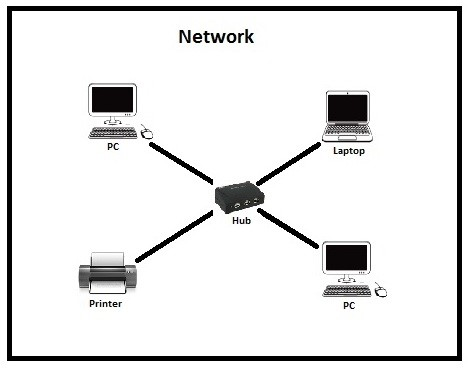 Network
PC
Laptop
Hub
Printer
PC